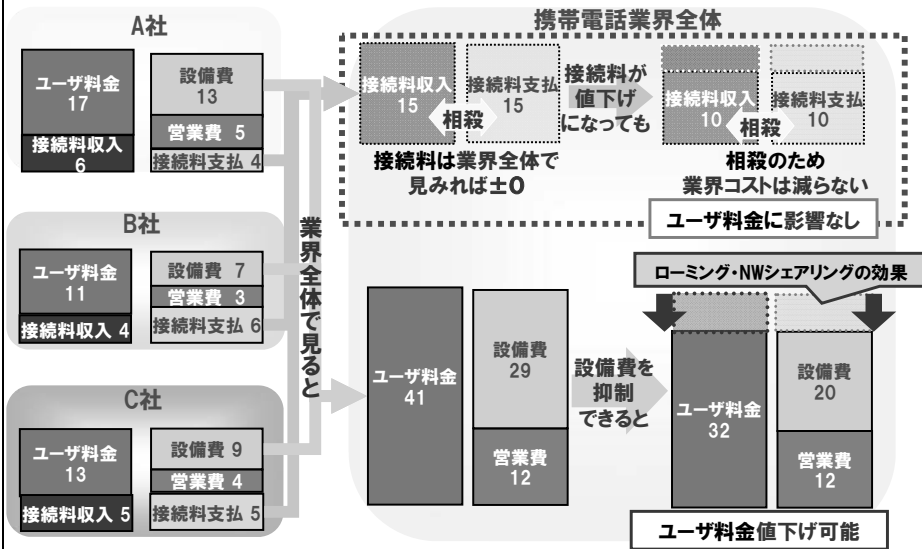 A社
ユーザ料金
17
接続料収入
6
設備費
13
営業費 5
接続料支払 4
B社
ユーザ料金
11
接続料収入 4
設備費 7
営業費 3
接続料支払 6
C社
ユーザ料金
13
接続料収入 5
設備費 9
営業費 4
接続料支払 5
業界全体で見ると
携帯電話業界全体
接続料収入
15
接続料支払
15
相殺
接続料は業界全体で
見みれば±0
接続料が
値下げ
になっても
接続料収入
10
接続料支払
10
相殺
相殺のため
業界コストは減らない
ユーザ料金に影響なし
ローミング・NWシェアリングの効果
ユーザ料金
41
設備費
29
営業費
12
設備費を
抑制
できると
ユーザ料金
32
設備費
20
営業費
12
ユーザ料金値下げ可能